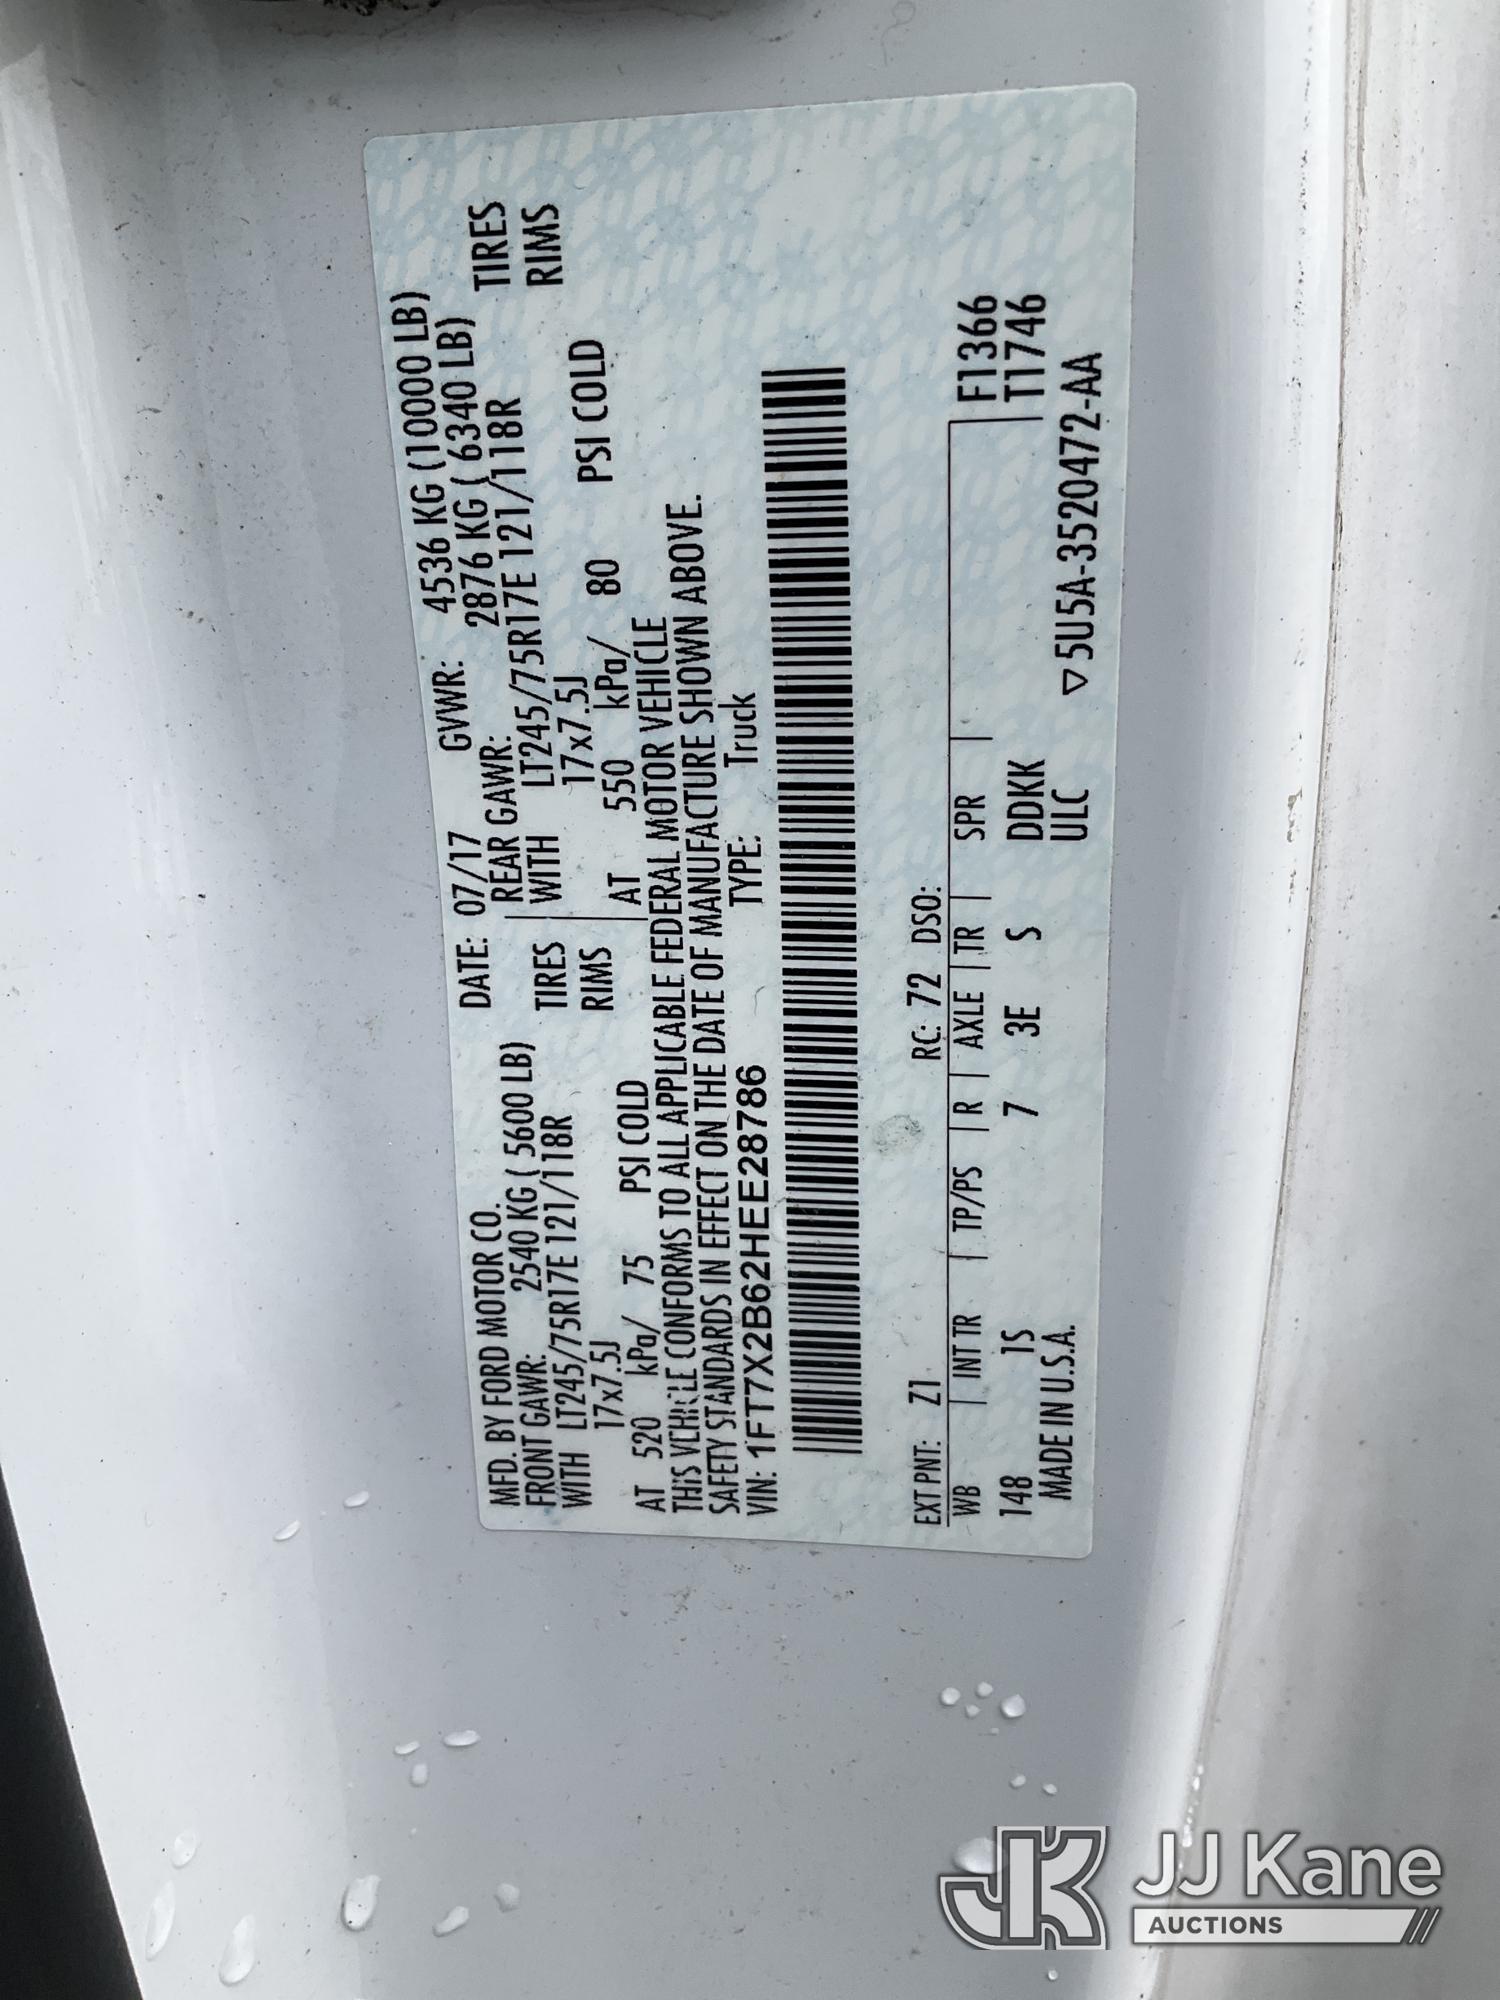 MFD. BY FORD MOTOR CO. DATE: 07/17 GVWR: 4536 KG (10000 LB)
FRONT GAWR: 2540 KG ( 5600 LB) REAR GAWR: 2876 KG ( 6340 LB)
WITH LT245/75R17E 121/118R TIRES WITH LT245/75R17E 121/118R TIRES
17x7.5J RIMS 17x7.5J RIMS
AT 520 kPa/ 75 PSI COLD AT 550 kPa/ 80 PSI COLD
THIS VEHICLE CONFORMS TO ALL APPLICABLE FEDERAL MOTOR VEHICLE
SAFETY STANDARDS IN EFFECT ON THE DATE OF MANUFACTURE SHOWN ABOVE.
VIN: 1FT7X2B62HEE28786 TYPE: Truck
EXT PNT: Z1 RC: 72 DSO:
WB INT TR TP/PS R AXLE TR SPR F1366
148 1S 7 3E S DDKK T1746
MADE IN U.S.A. ULC ▽5U5A-3520472-AA
JK JJ Kane
AUCTIONS